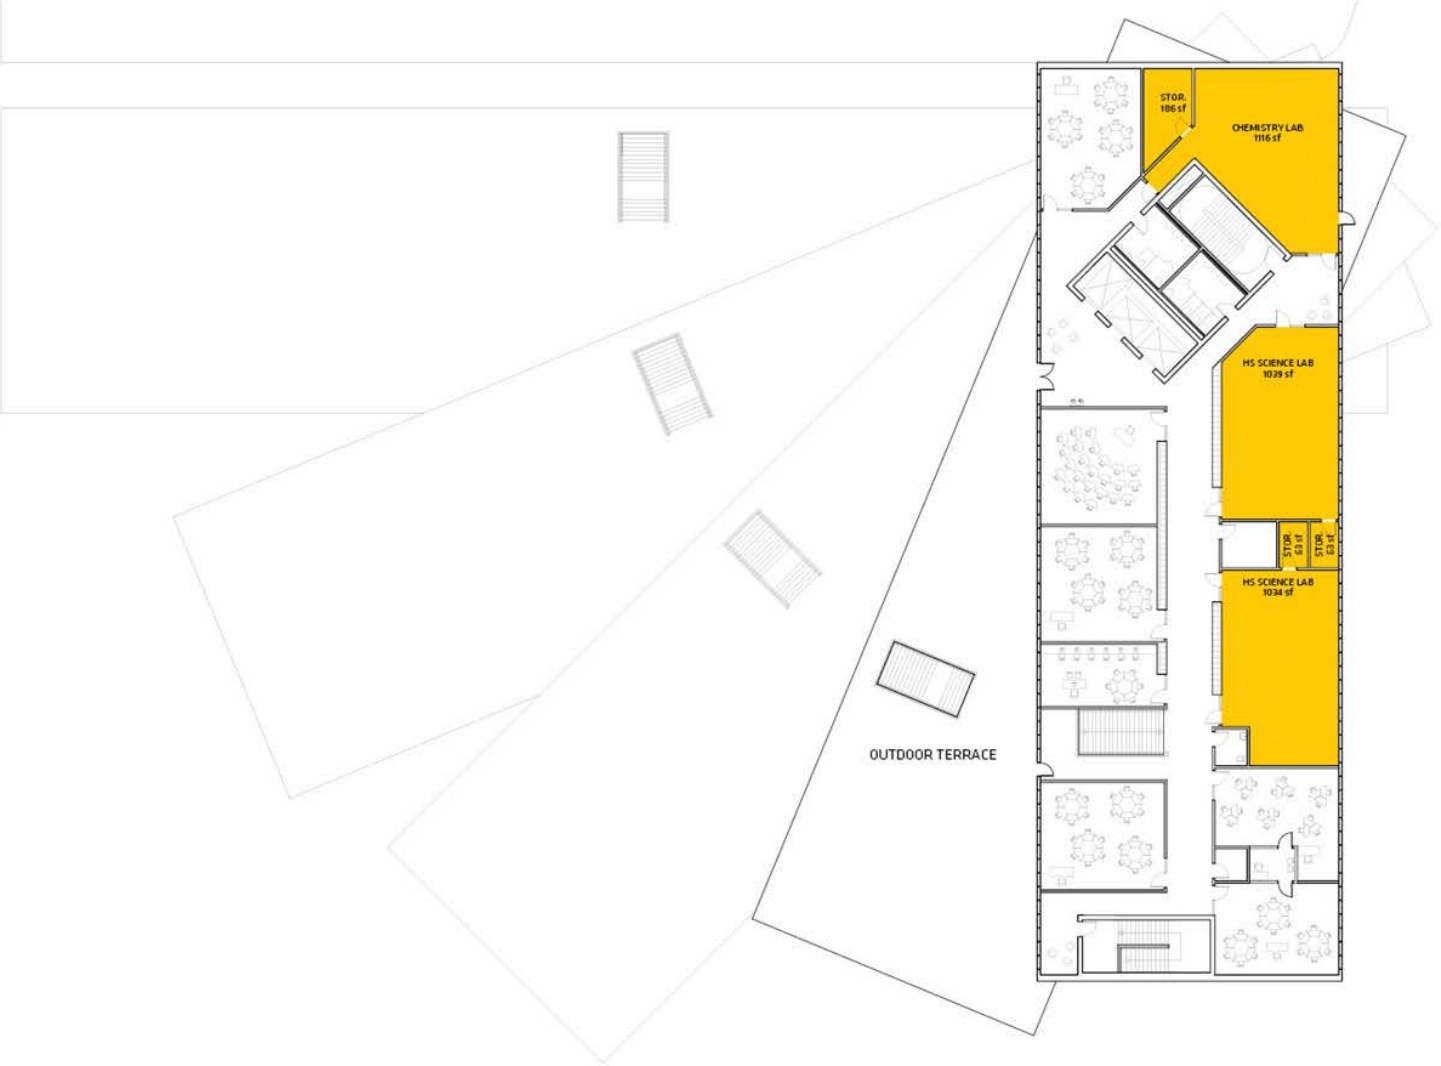 STOR.
186 sf
CHEMISTRY LAB
1116 sf
HS SCIENCE LAB
1039 sf
STOR.
63 sf
STOR.
63 sf
HS SCIENCE LAB
1034 sf
OUTDOOR TERRACE